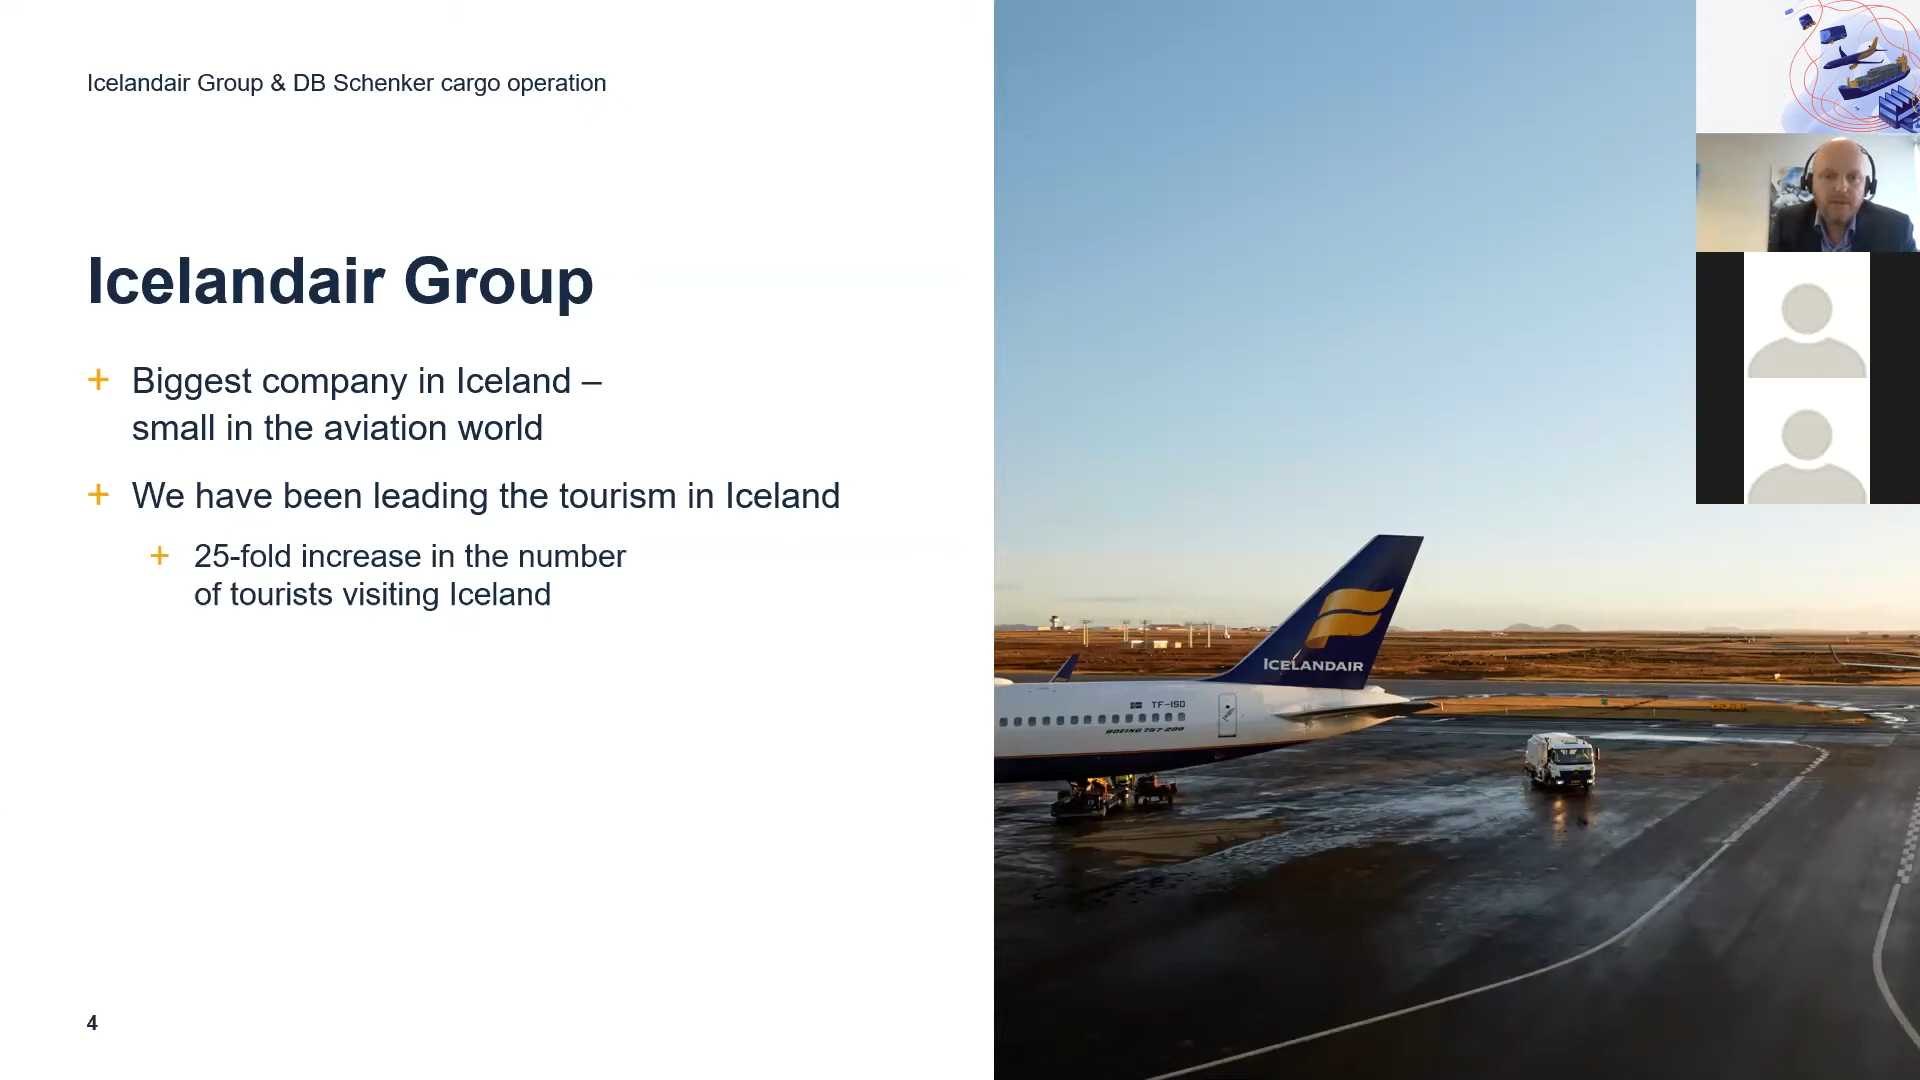 Icelandair Group & DB Schenker cargo operation
Icelandair Group
+ Biggest company in Iceland –
small in the aviation world
+ We have been leading the tourism in Iceland
+ 25-fold increase in the number
of tourists visiting Iceland
ICELANDAIR
TF-ISD
BOEING 757-200
4